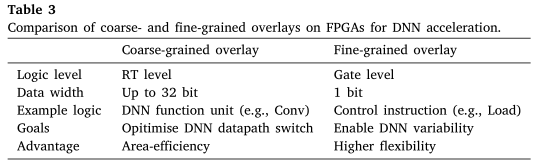 Table 3
Comparison of coarse- and fine-grained overlays on FPGAs for DNN acceleration.
Coarse-grained overlay Fine-grained overlay
Logic level RT level Gate level
Data width Up to 32 bit 1 bit
Example logic DNN function unit (e.g., Conv) Control instruction (e.g., Load)
Goals Opitimise DNN datapath switch Enable DNN variability
Advantage Area-efficiency Higher flexibility